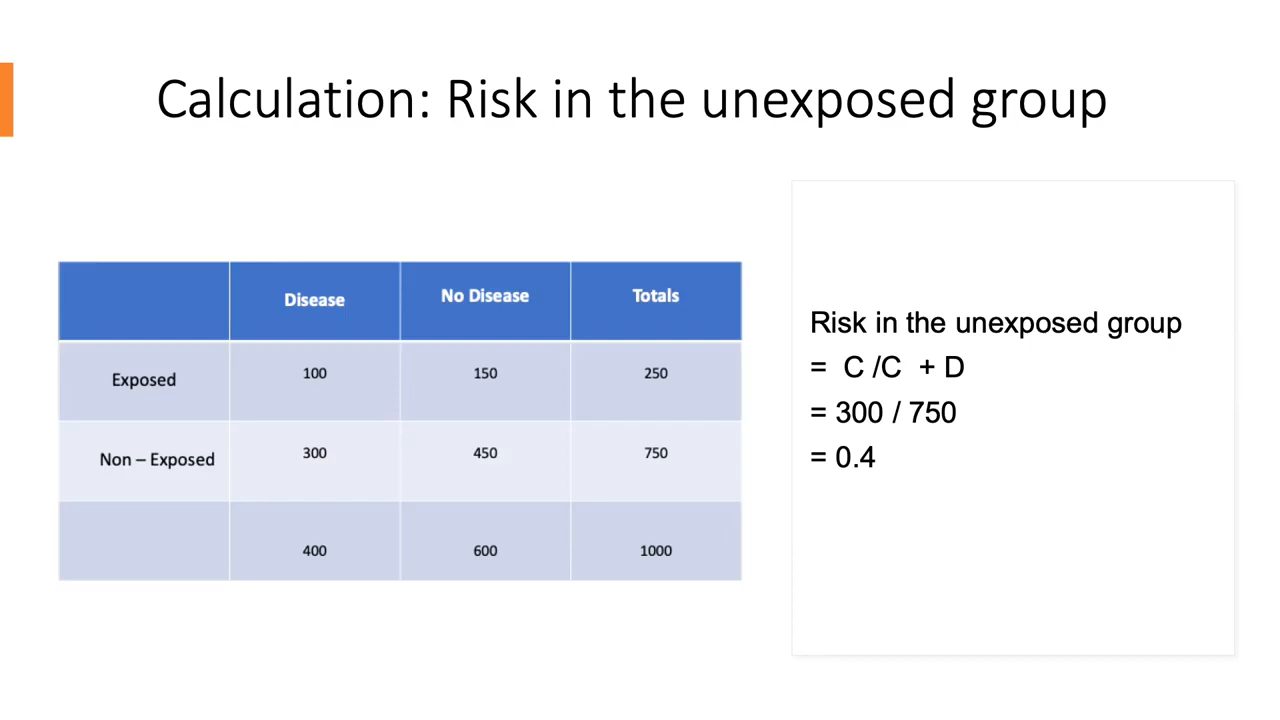 Calculation: Risk in the unexposed group
Disease No Disease Totals
Exposed 100 150 250
Non – Exposed 300 450 750
400 600 1000
Risk in the unexposed group
= C /C + D
= 300 / 750
= 0.4